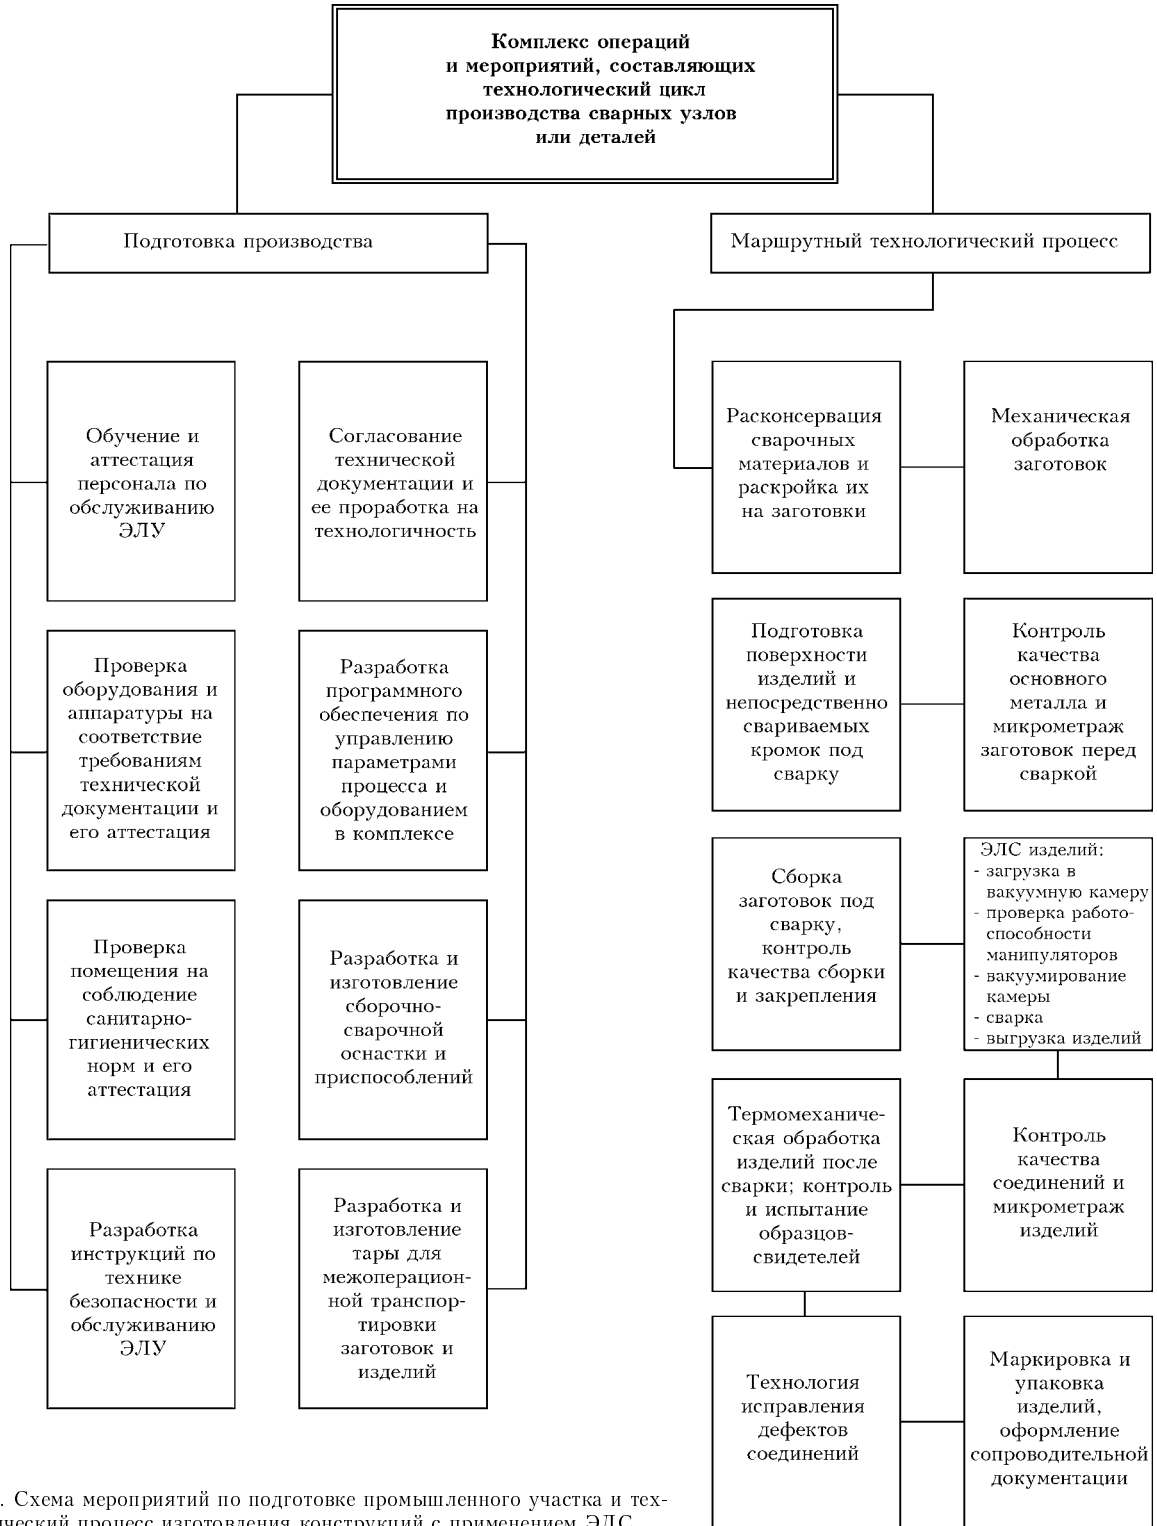 Комплекс операций
и мероприятий, составляющих
технологический цикл
производства сварных узлов
или деталей
Подготовка производства
Маршрутный технологический процесс
Обучение и
аттестация
персонала по
обслуживанию
ЭЛУ
Согласование
технической
документации и
ее проработка на
технологичность
Проверка
оборудования и
аппаратуры на
соответствие
требованиям
технической
документации и
его аттестация
Разработка
программного
обеспечения по
управлению
параметрами
процесса и
оборудованием
в комплексе
Проверка
помещения на
соблюдение
санитарно-
гигиенических
норм и его
аттестация
Разработка и
изготовление
сборочно-
сварочной
оснастки и
приспособлений
Разработка
инструкций по
технике
безопасности и
обслуживанию
ЭЛУ
Разработка и
изготовление
тары для
межоперацион-
ной транспор-
тировки
заготовок и
изделий
Расконсервация
сварочных
материалов и
раскройка их
на заготовки
Механическая
обработка
заготовок
Подготовка
поверхности
изделий и
непосредственно
свариваемых
кромок под
сварку
Контроль
качества
основного
металла и
микрометраж
заготовок перед
сваркой
Сборка
заготовок под
сварку,
контроль
качества сборки
и закрепления
ЭЛС изделий:
- загрузка в
вакуумную камеру
- проверка работо-
способности
манипуляторов
- вакуумирование
камеры
- сварка
- выгрузка изделий
Термомеханиче-
ская обработка
изделий после
сварки; контроль
и испытание
образцов-
свидетелей
Контроль
качества
соединений и
микрометраж
изделий
Технология
исправления
дефектов
соединений
Маркировка и
упаковка
изделий,
оформление
сопроводительной
документации
. Схема мероприятий по подготовке промышленного участка и тех-
ический процесс изготовления конструкций с применением ЭЛС